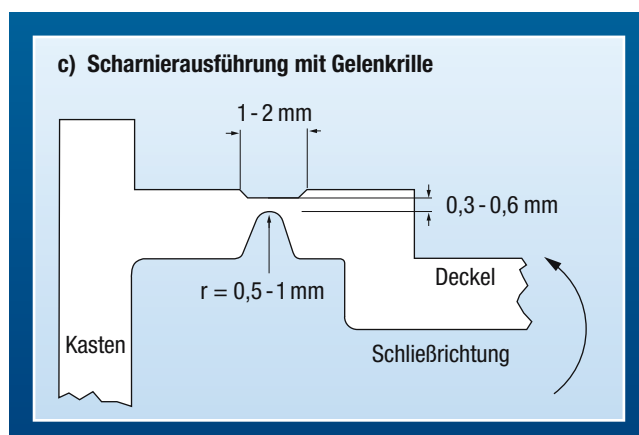 c) Scharnierausführung mit Gelenkrille
1 - 2 mm
0,3 - 0,6 mm
Deckel
r = 0,5 - 1 mm
Kasten
Schließrichtung